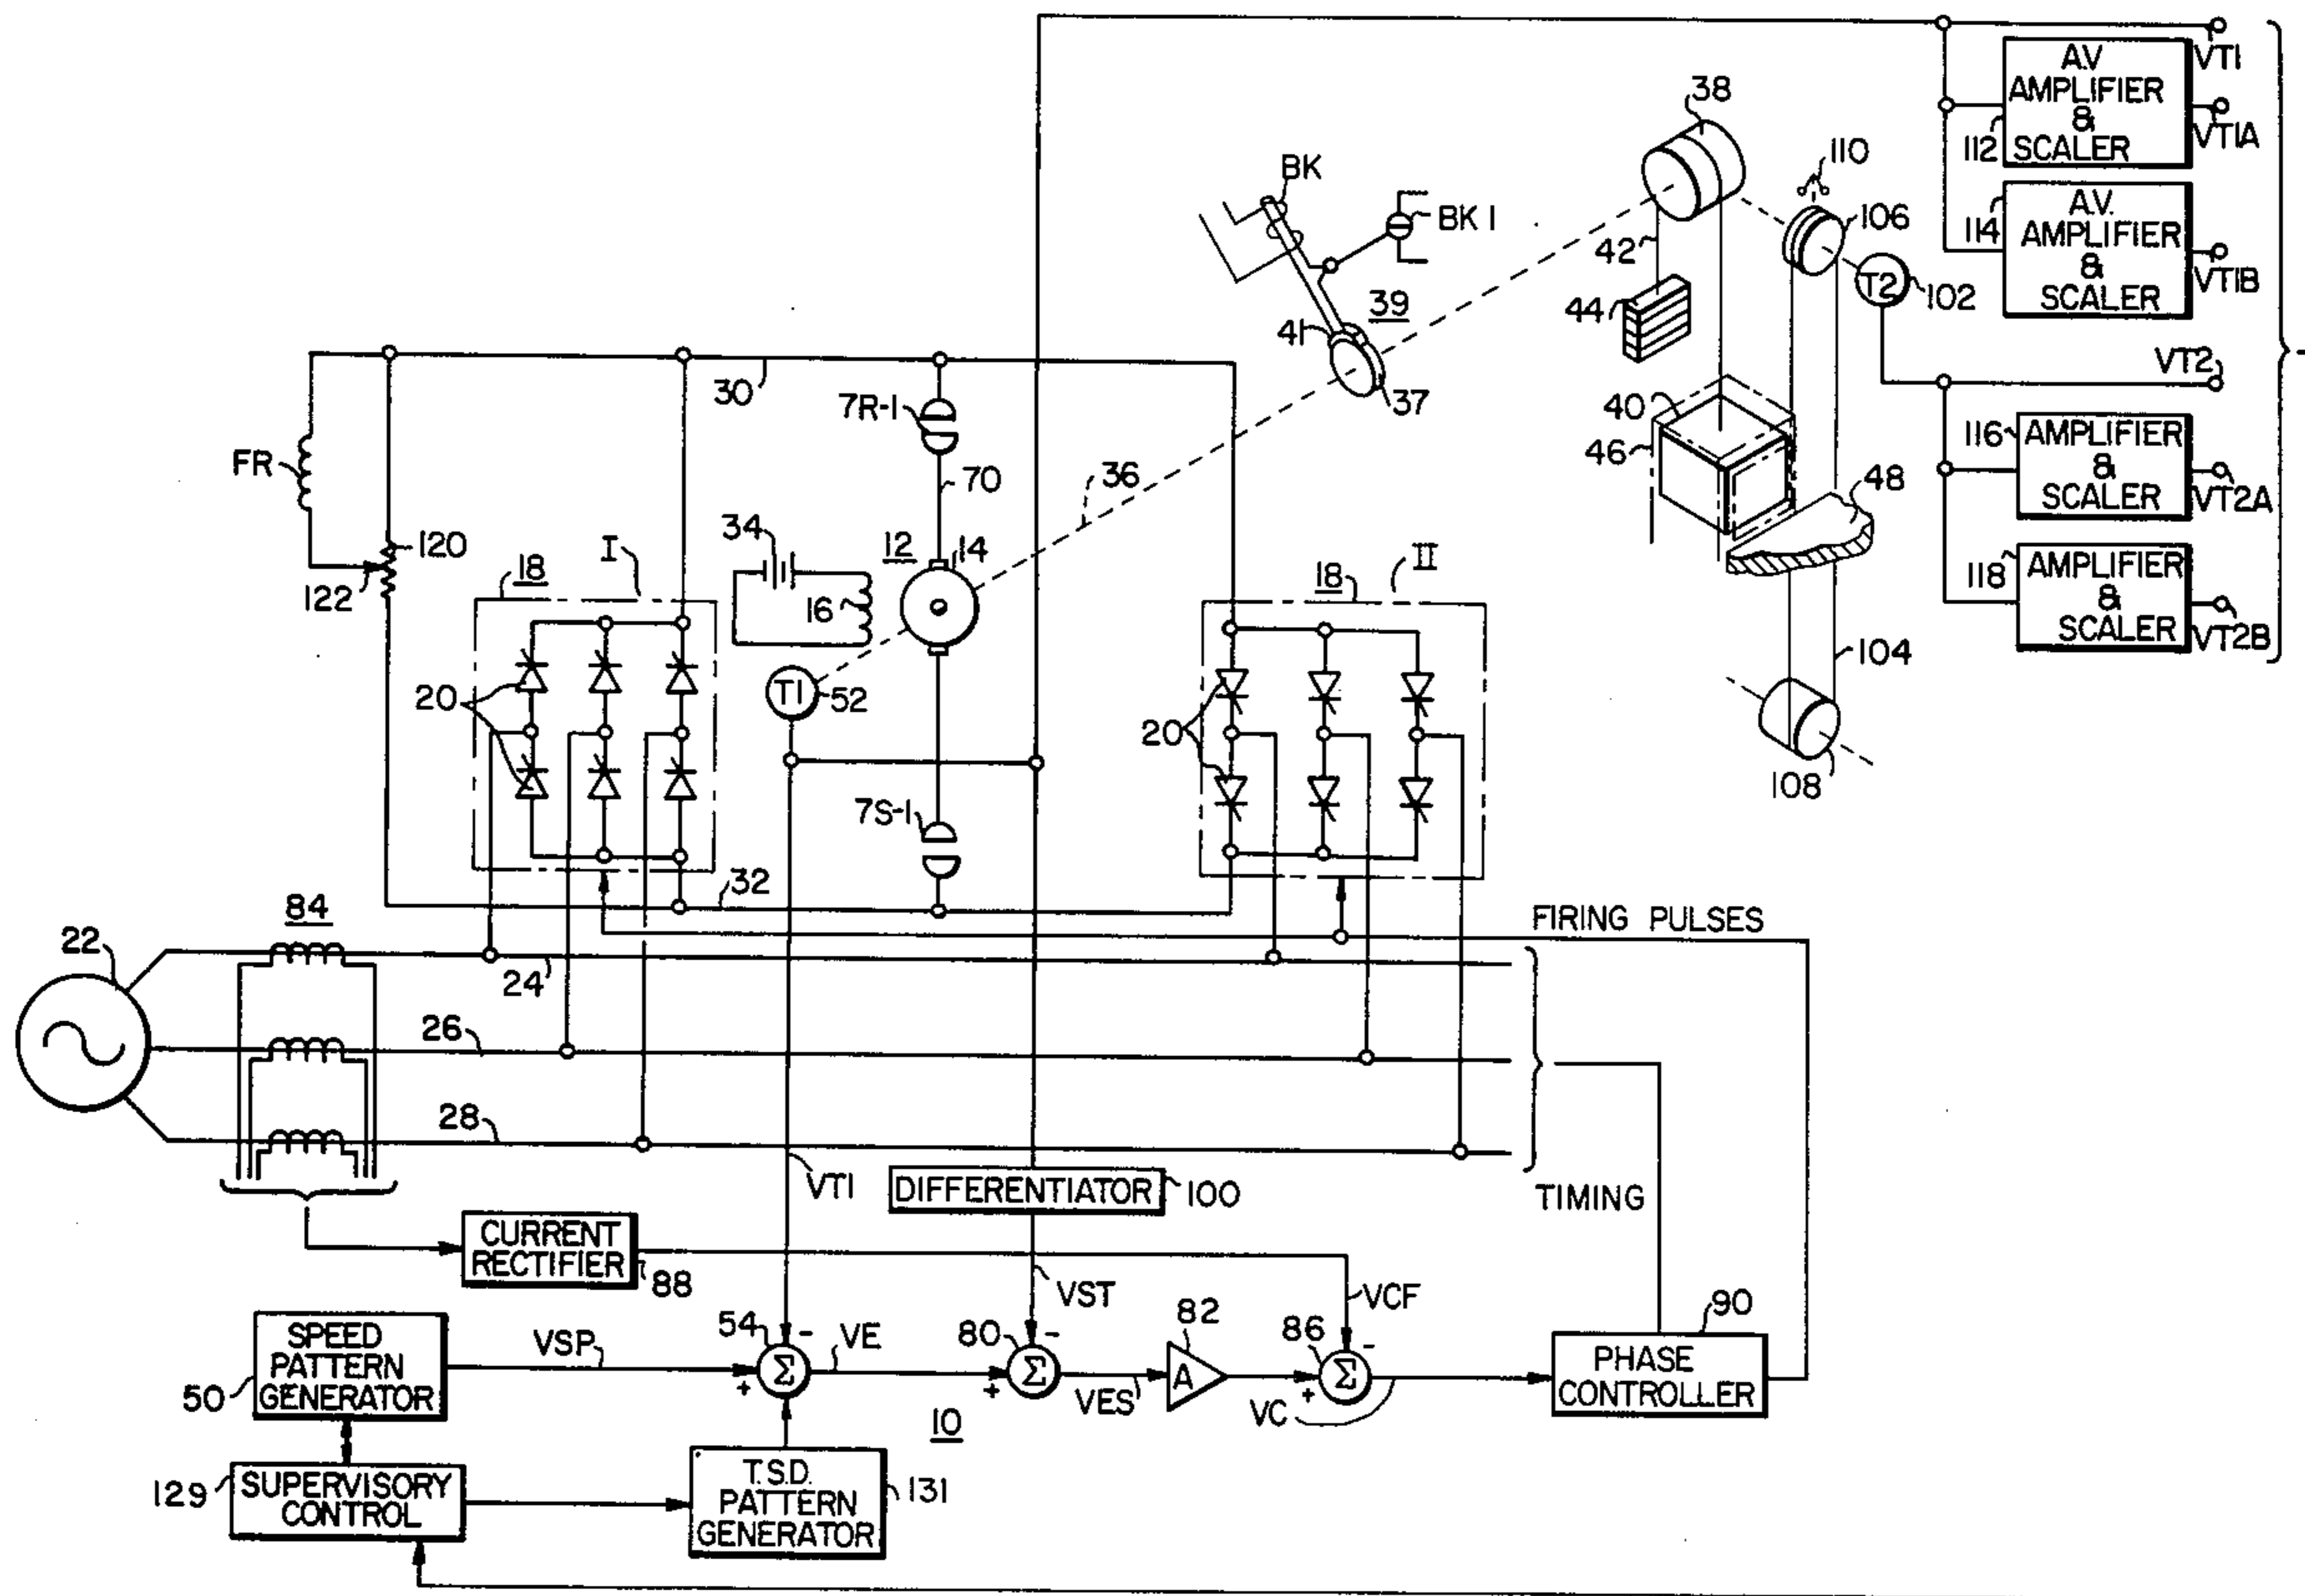 VT1
A.V
AMPLIFIER
&
SCALER
112
VT1A
38
110
BK
BK 1
106
114
A.V.
AMPLIFIER
&
SCALER
VT1B
42
T2
102
44
39
41
37
30
7R-1
VT2
40
46
116
AMPLIFIER
&
SCALER
VT2A
FR
70
36
48
120
122
34
I
18
12
14
16
18
II
118
AMPLIFIER
&
SCALER
VT2B
104
20
T1
52
20
108
7S-1
32
84
22
24
FIRING PULSES
26
28
VT1
DIFFERENTIATOR
100
TIMING
CURRENT
RECTIFIER
88
VST
VCF
SPEED
PATTERN
GENERATOR
50
VSP
54
-
Σ
+
VE
80
-
Σ
+
VES
82
A
86
-
Σ
+
VC
90
PHASE
CONTROLLER
10
129
SUPERVISORY
CONTROL
T.S.D.
PATTERN
GENERATOR
131